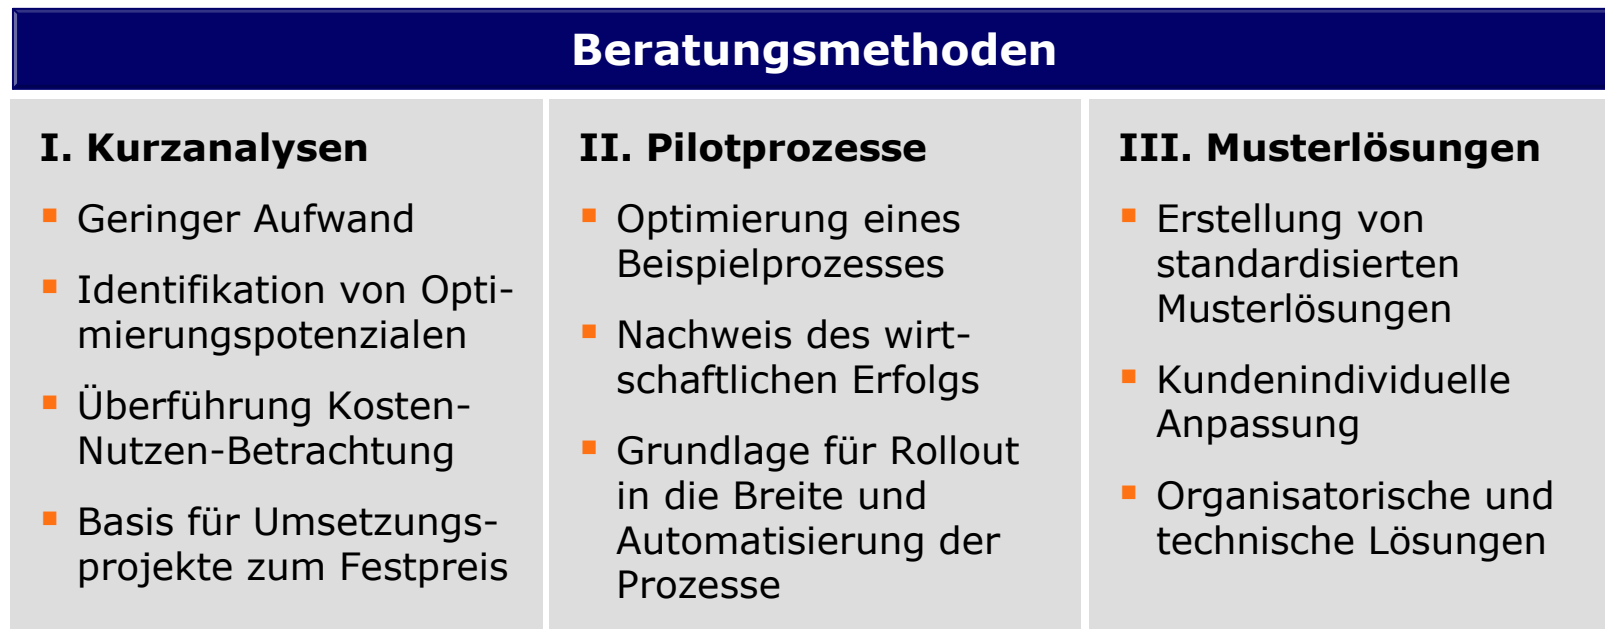 Beratungsmethoden
I. Kurzanalysen
▪ Geringer Aufwand
▪ Identifikation von Opti-
mierungspotenzialen
▪ Überführung Kosten-
Nutzen-Betrachtung
▪ Basis für Umsetzungs-
projekte zum Festpreis
II. Pilotprozesse
▪ Optimierung eines
Beispielprozesses
▪ Nachweis des wirt-
schaftlichen Erfolgs
▪ Grundlage für Rollout
in die Breite und
Automatisierung der
Prozesse
III. Musterlösungen
▪ Erstellung von
standardisierten
Musterlösungen
▪ Kundenindividuelle
Anpassung
▪ Organisatorische und
technische Lösungen